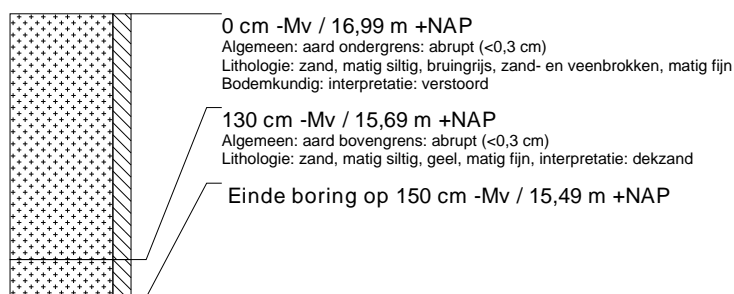 0 cm -Mv / 16,99 m +NAP
Algemeen: aard ondergrens: abrupt (<0,3 cm)
Lithologie: zand, matig siltig, bruingrijs, zand- en veenbrokken, matig fijn
Bodemkundig: interpretatie: verstoord
130 cm -Mv / 15,69 m +NAP
Algemeen: aard bovengrens: abrupt (<0,3 cm)
Lithologie: zand, matig siltig, geel, matig fijn, interpretatie: dekzand
Einde boring op 150 cm -Mv / 15,49 m +NAP